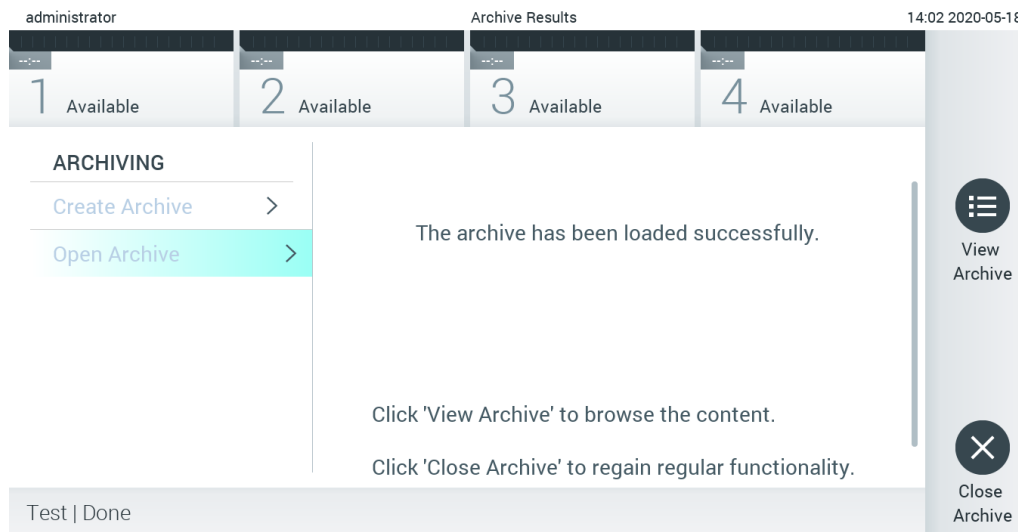 administrator
Archive Results
14:02 2020-05-18
--:--
--:--
--:--
--:--
1 Available
2 Available
3 Available
4 Available
ARCHIVING
Create Archive
Open Archive
The archive has been loaded successfully.
Click 'View Archive' to browse the content.
Click 'Close Archive' to regain regular functionality.
View
Archive
Close
Archive
Test | Done